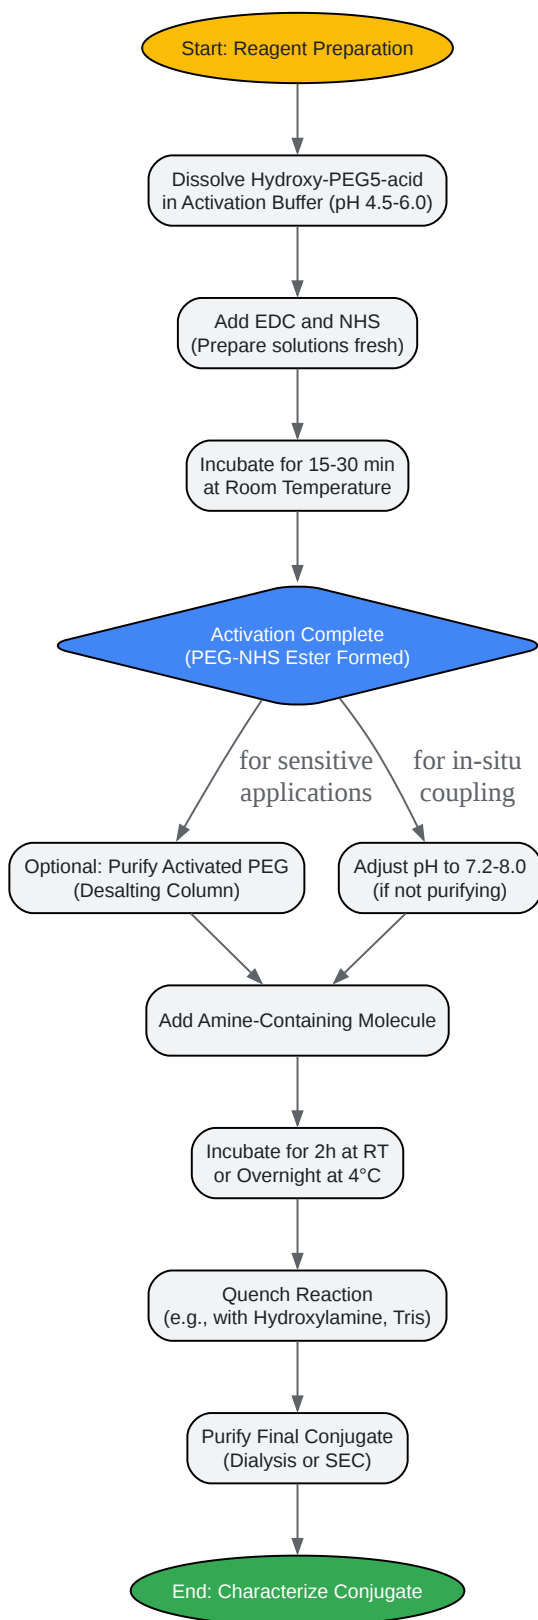 Start: Reagent Preparation
Dissolve Hydroxy-PEG5-acid
in Activation Buffer (pH 4.5-6.0)
Add EDC and NHS
(Prepare solutions fresh)
Incubate for 15-30 min
at Room Temperature
Activation Complete
(PEG-NHS Ester Formed)
for sensitive
applications
for in-situ
coupling
Optional: Purify Activated PEG
(Desalting Column)
Adjust pH to 7.2-8.0
(if not purifying)
Add Amine-Containing Molecule
Incubate for 2h at RT
or Overnight at 4°C
Quench Reaction
(e.g., with Hydroxylamine, Tris)
Purify Final Conjugate
(Dialysis or SEC)
End: Characterize Conjugate